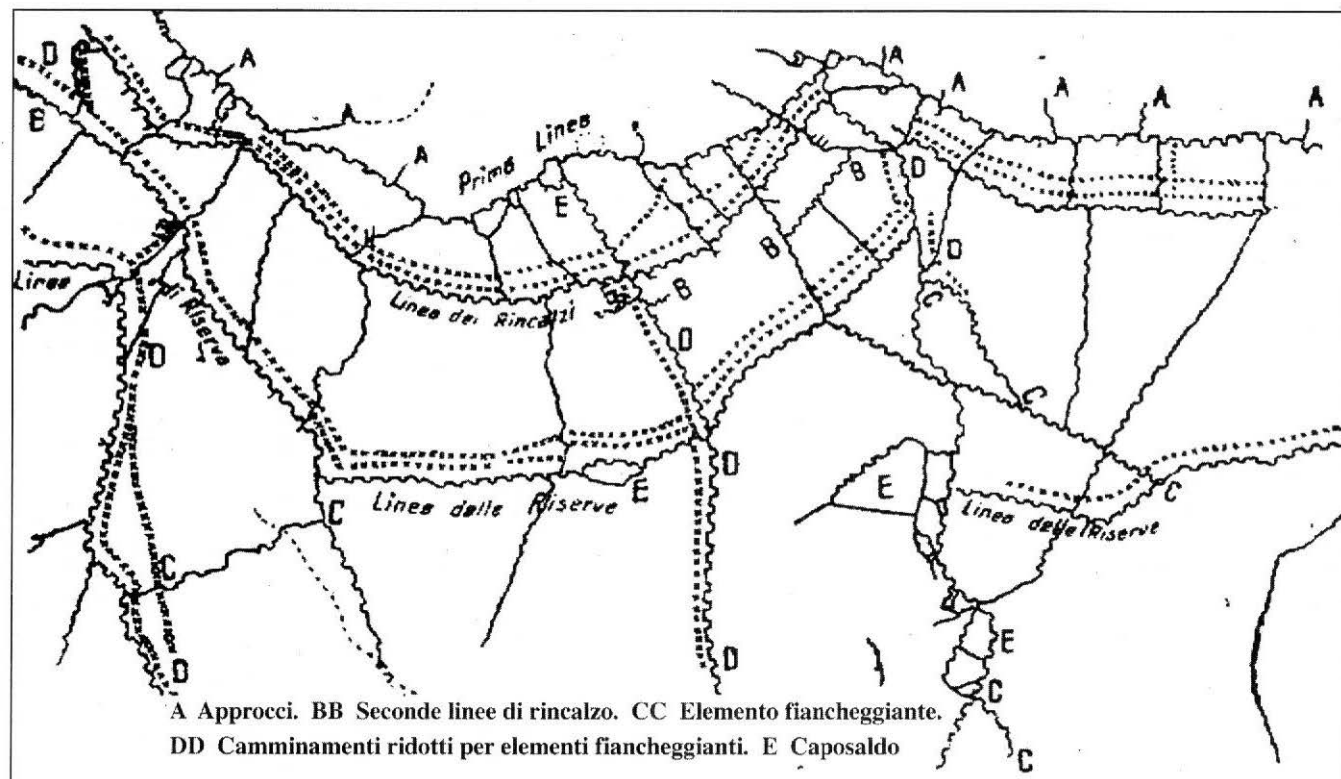 D
A
A
A
B
A
A
A
A
A
Prima Linea
E
B
D
B
D
Linea
di Riserva
Linea dei Rincalzi
B
C
D
D
C
E
D
Linea delle Riserve
C
E
C
Linea delle Riserve
C
D
D
E
C
C
A Approcci. BB Seconde linee di rincalzo. CC Elemento fiancheggiante.
DD Camminamenti ridotti per elementi fiancheggianti. E Caposaldo